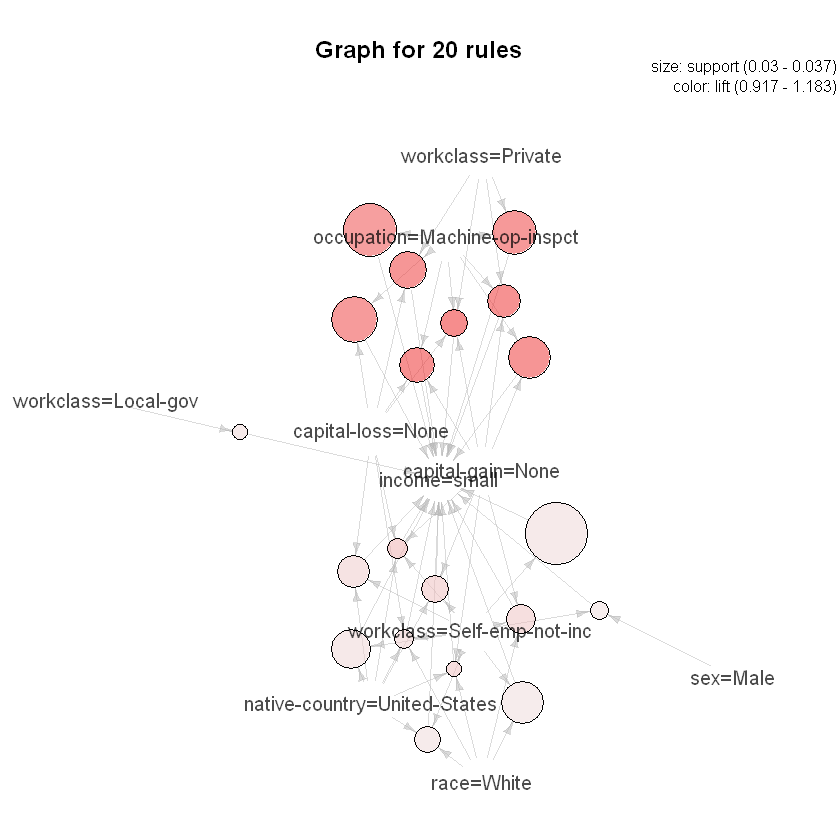 Graph for 20 rules
size: support (0.03 - 0.037)
color: lift (0.917 - 1.183)
workclass=Private
occupation=Machine-op-inspct
workclass=Local-gov
capital-loss=None
capital-gain=None
income=small
workclass=Self-emp-not-inc
sex=Male
native-country=United-States
race=White